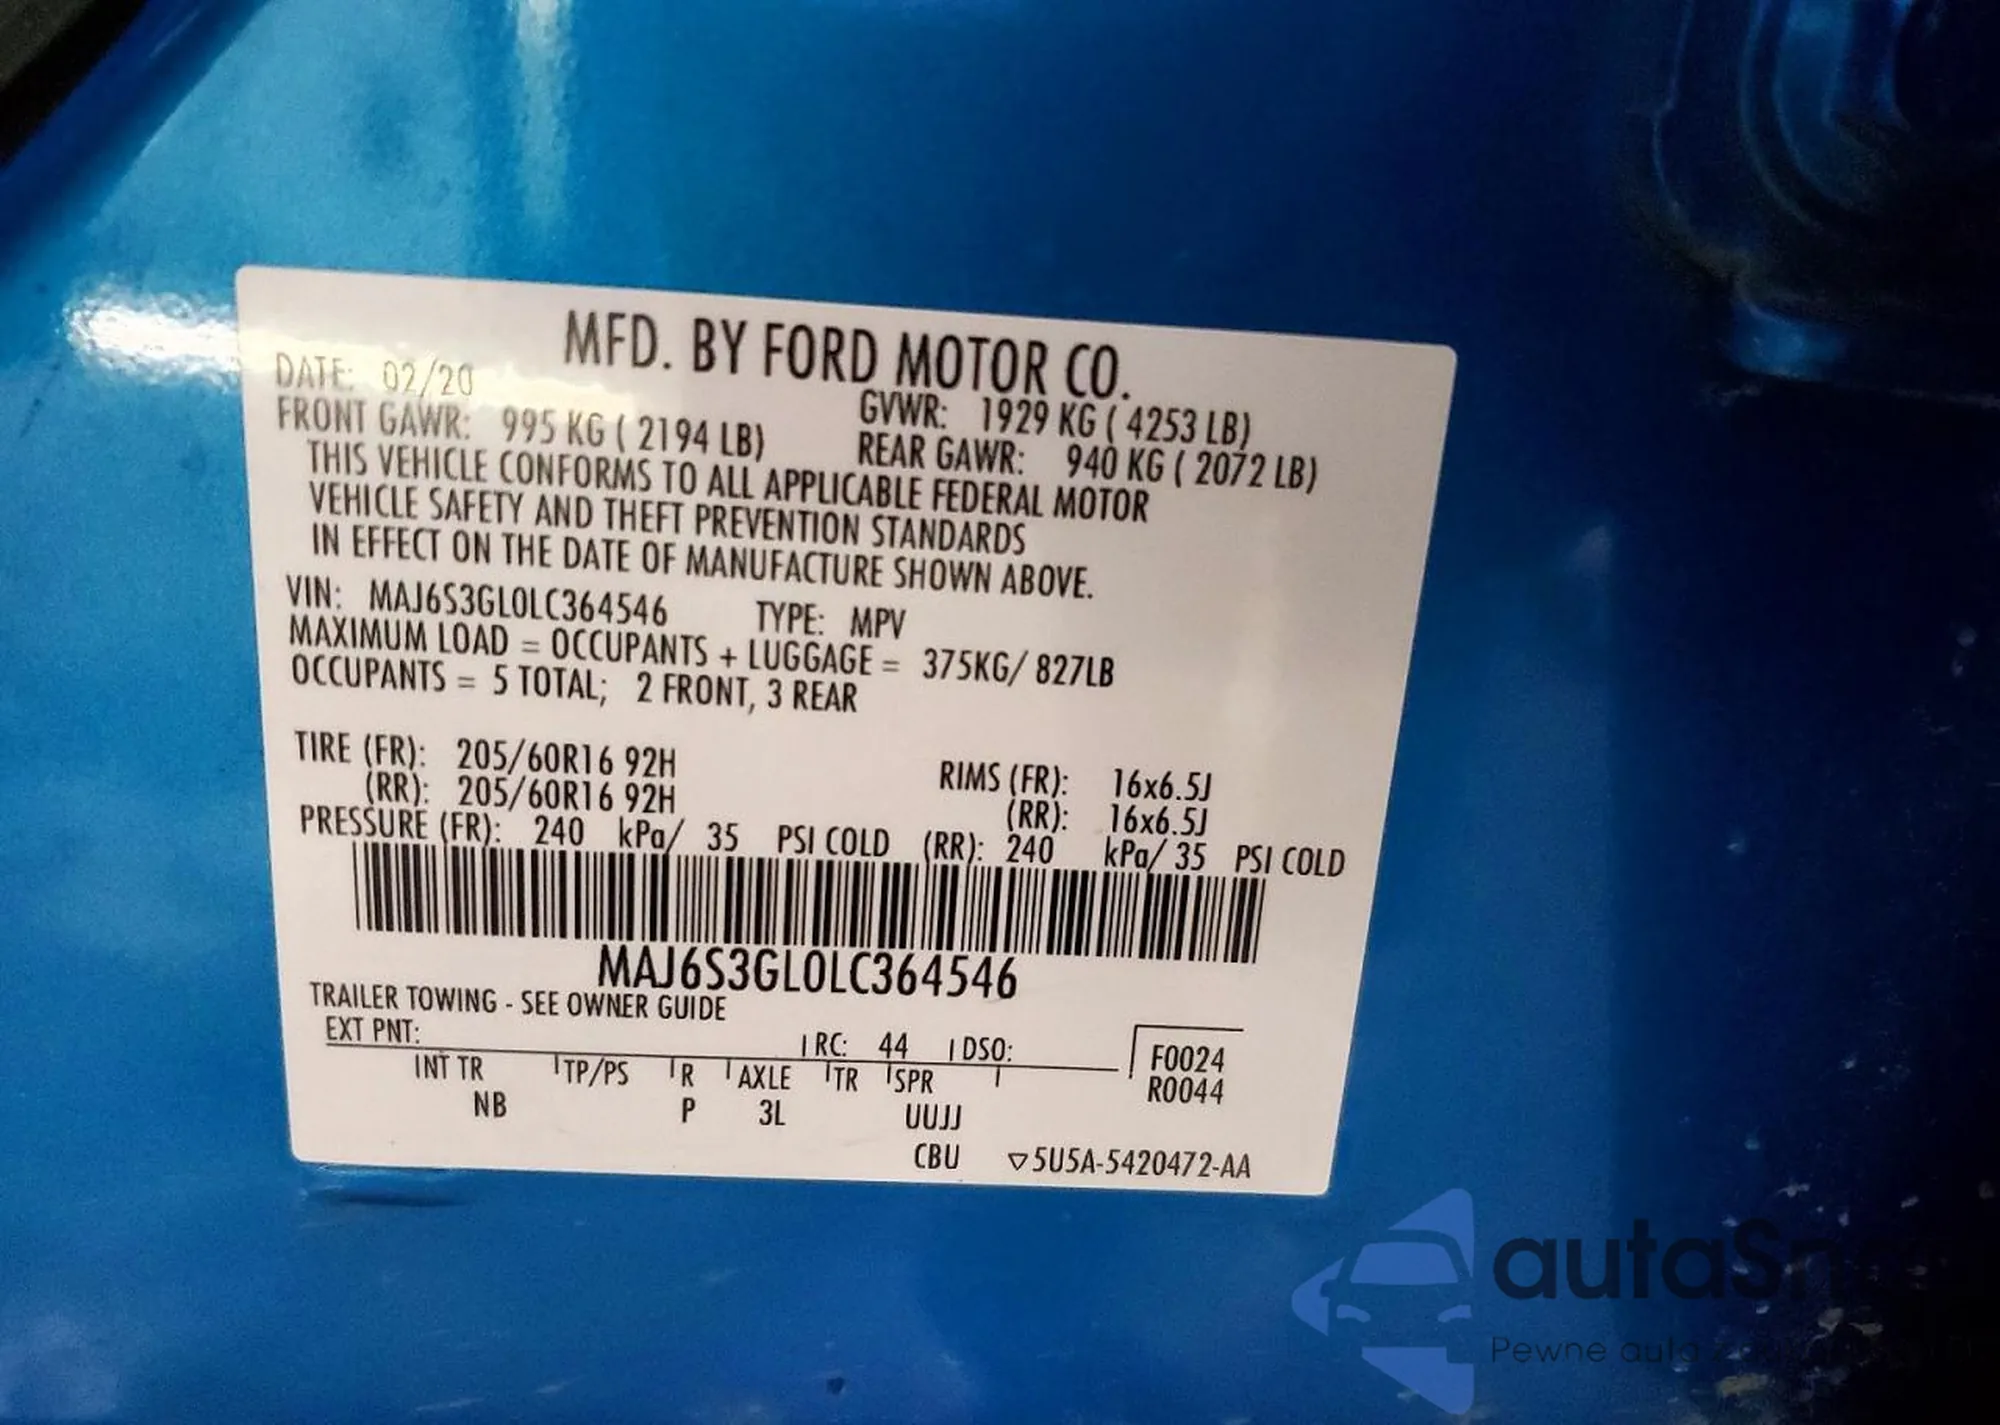 MFD. BY FORD MOTOR CO.
DATE: 02/20 GVWR: 1929 KG ( 4253 LB)
FRONT GAWR: 995 KG ( 2194 LB) REAR GAWR: 940 KG ( 2072 LB)
THIS VEHICLE CONFORMS TO ALL APPLICABLE FEDERAL MOTOR
VEHICLE SAFETY AND THEFT PREVENTION STANDARDS
IN EFFECT ON THE DATE OF MANUFACTURE SHOWN ABOVE.
VIN: MAJ6S3GL0LC364546 TYPE: MPV
MAXIMUM LOAD = OCCUPANTS + LUGGAGE = 375KG/ 827LB
OCCUPANTS = 5 TOTAL; 2 FRONT, 3 REAR
TIRE (FR): 205/60R16 92H RIMS (FR): 16x6.5J
(RR): 205/60R16 92H (RR): 16x6.5J
PRESSURE (FR): 240 kPa/ 35 PSI COLD (RR): 240 kPa/ 35 PSI COLD
MAJ6S3GL0LC364546
TRAILER TOWING - SEE OWNER GUIDE
EXT PNT: RC: 44 DSO: F0024
INT TR TP/PS R AXLE TR SPR R0044
NB P 3L UUJJ
CBU ▽5U5A-5420472-AA
Pewne auto